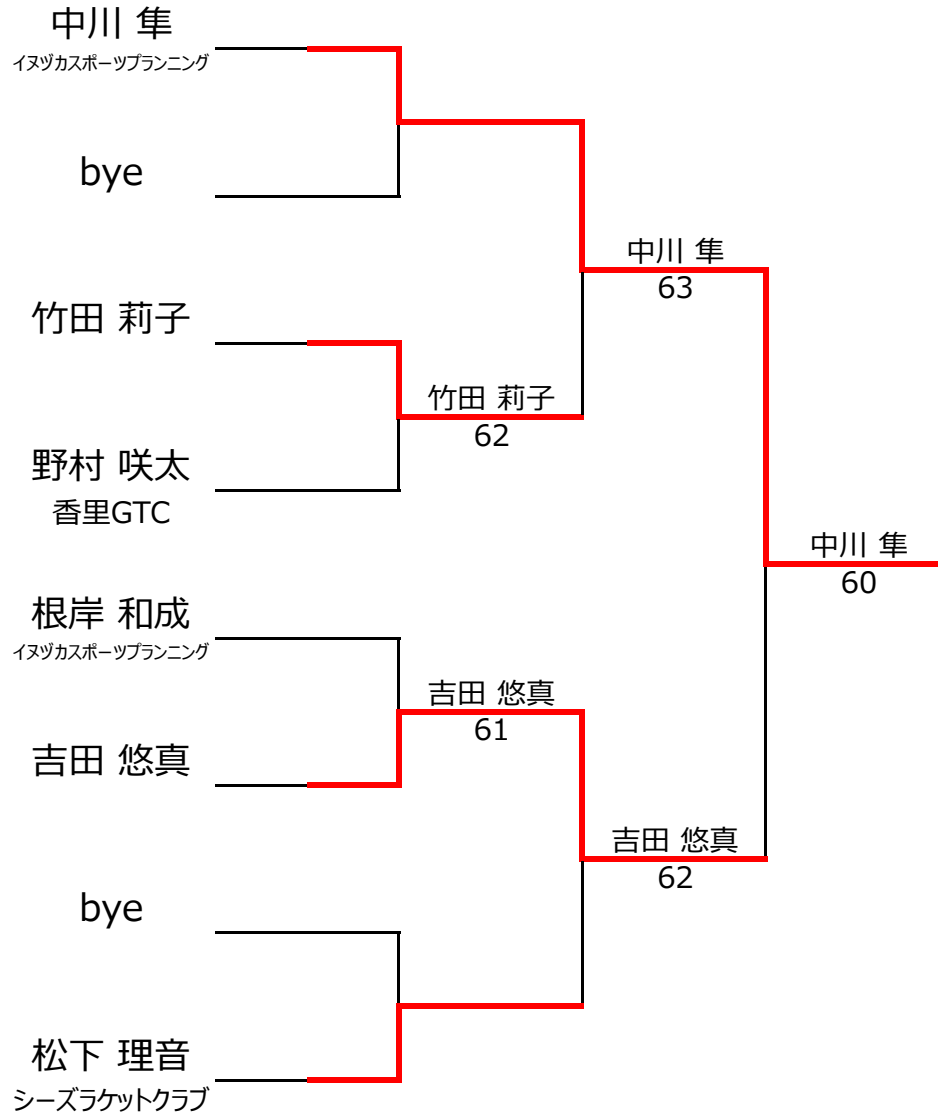 中川 隼
イヌヅカスポーツプランニング
bye
竹田 莉子
野村 咲太
香里GTC
根岸 和成
イヌヅカスポーツプランニング
吉田 悠真
bye
松下 理音
シーズラケットクラブ
竹田 莉子
62
吉田 悠真
61
中川 隼
63
吉田 悠真
62
中川 隼
60